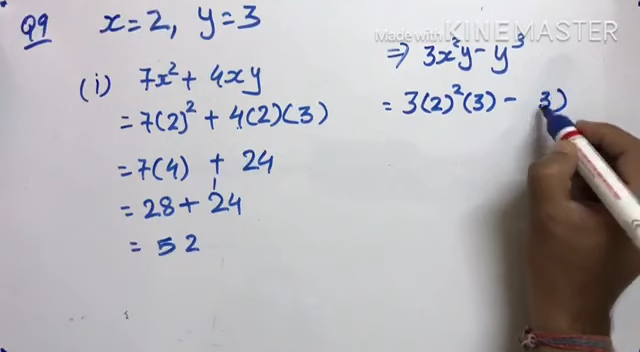 Q9 x=2, y=3
(i) 7x² + 4xy
= 7(2)² + 4(2)(3)
= 7(4) + 24
= 28 + 24
= 52
Made with KINEMASTER
⇒ 3x²y - y³
= 3(2)²(3) - 3)